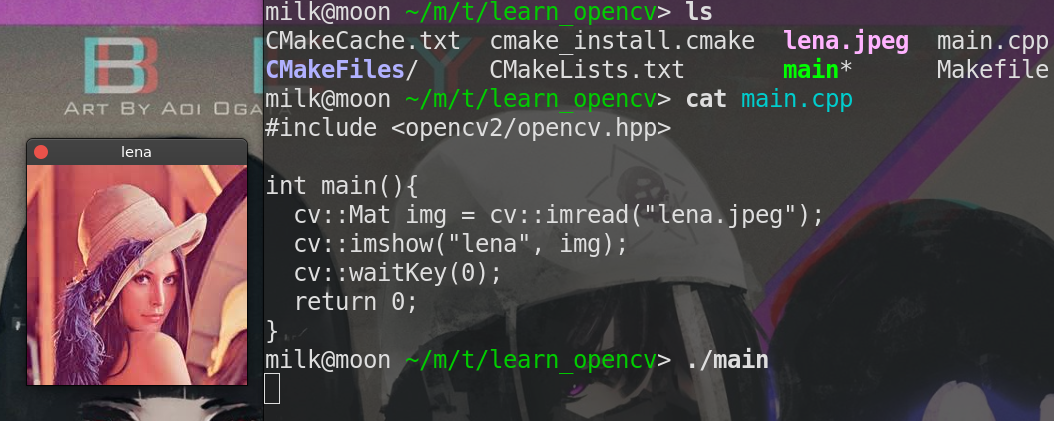 B B Y
ART BY AOI OGA
lena
milk@moon ~/m/t/learn_opencv> ls
CMakeCache.txt  cmake_install.cmake  lena.jpeg  main.cpp
CMakeFiles/     CMakeLists.txt       main*      Makefile
milk@moon ~/m/t/learn_opencv> cat main.cpp
#include <opencv2/opencv.hpp>

int main(){
  cv::Mat img = cv::imread("lena.jpeg");
  cv::imshow("lena", img);
  cv::waitKey(0);
  return 0;
}
milk@moon ~/m/t/learn_opencv> ./main